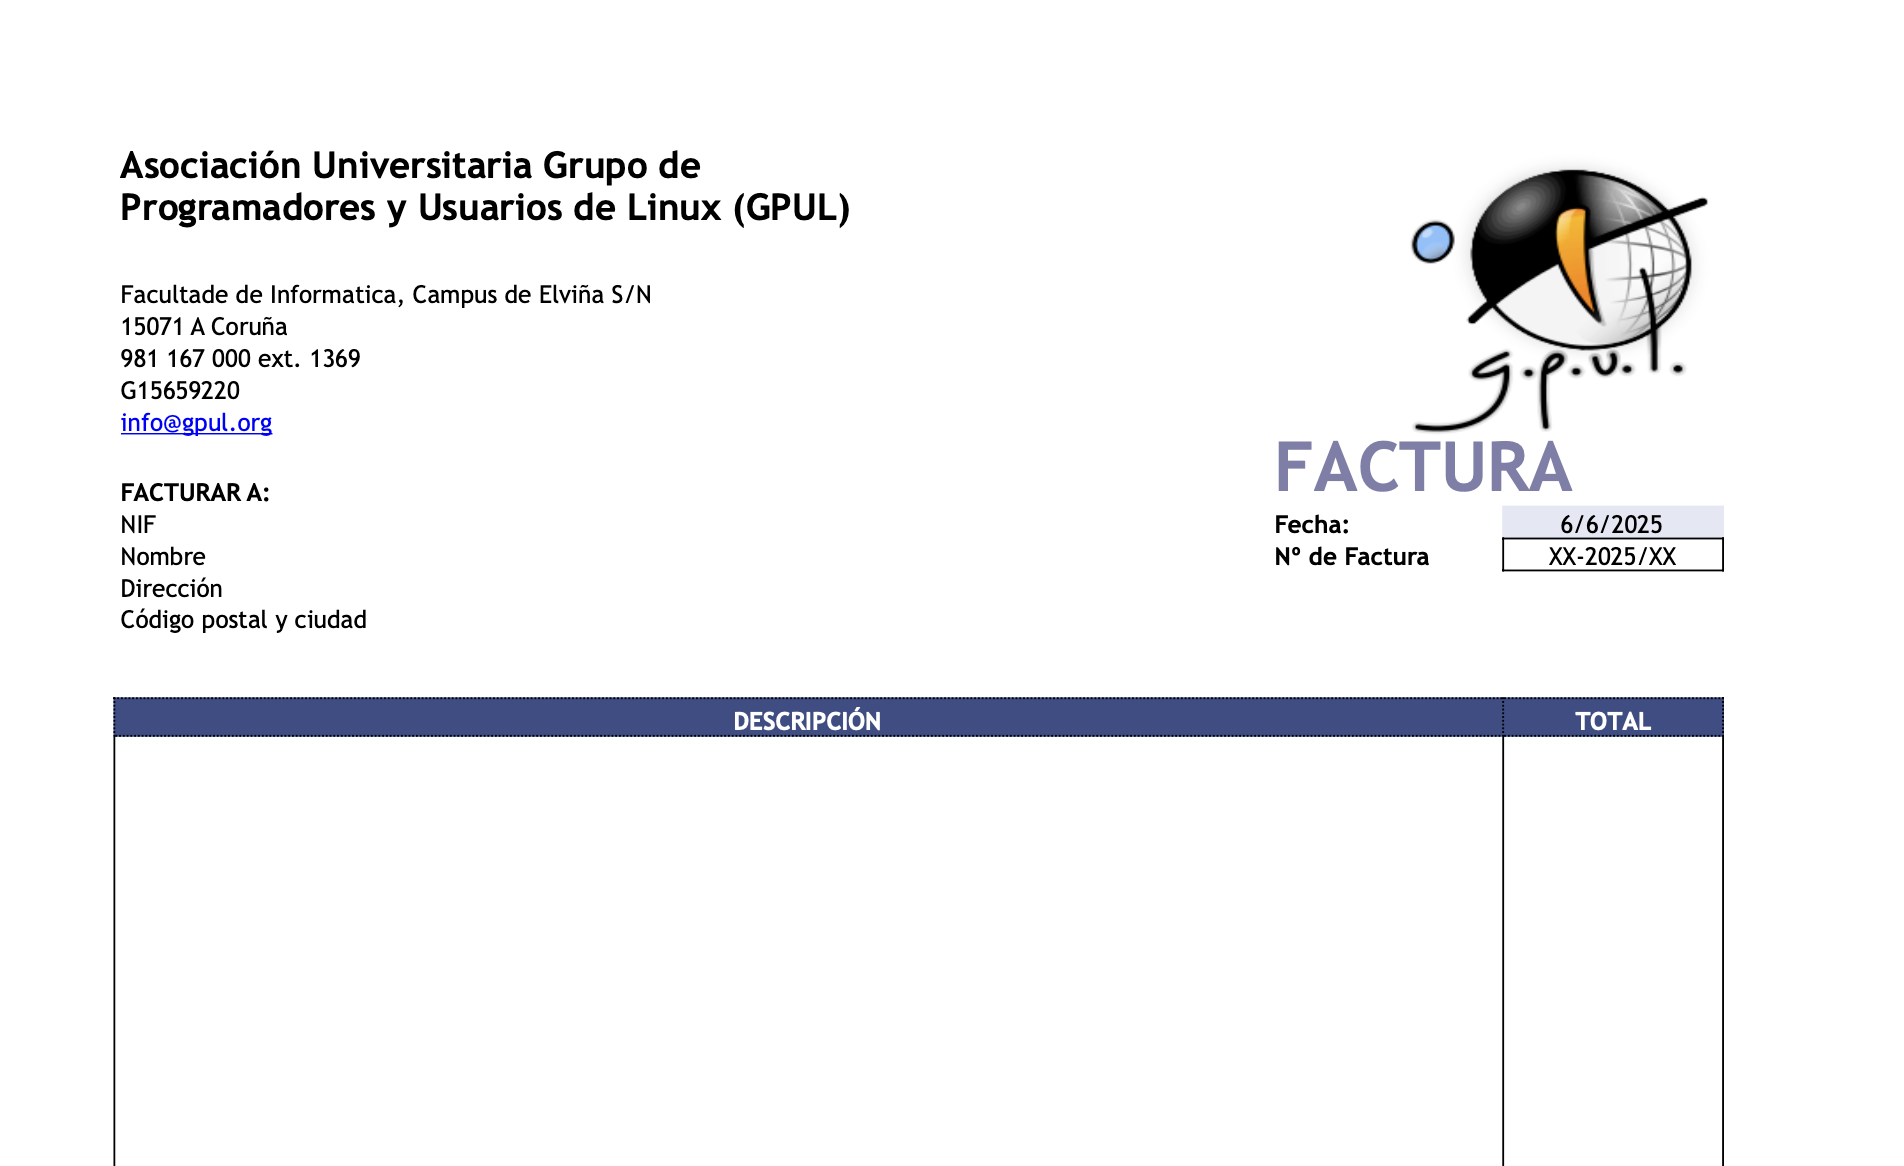 Asociación Universitaria Grupo de
Programadores y Usuarios de Linux (GPUL)
Facultade de Informatica, Campus de Elviña S/N
15071 A Coruña
981 167 000 ext. 1369
G15659220
info@gpul.org
g.p.u.l.
FACTURA
FACTURAR A:
NIF
Nombre
Dirección
Código postal y ciudad
Fecha: 6/6/2025
Nº de Factura XX-2025/XX
DESCRIPCIÓN TOTAL